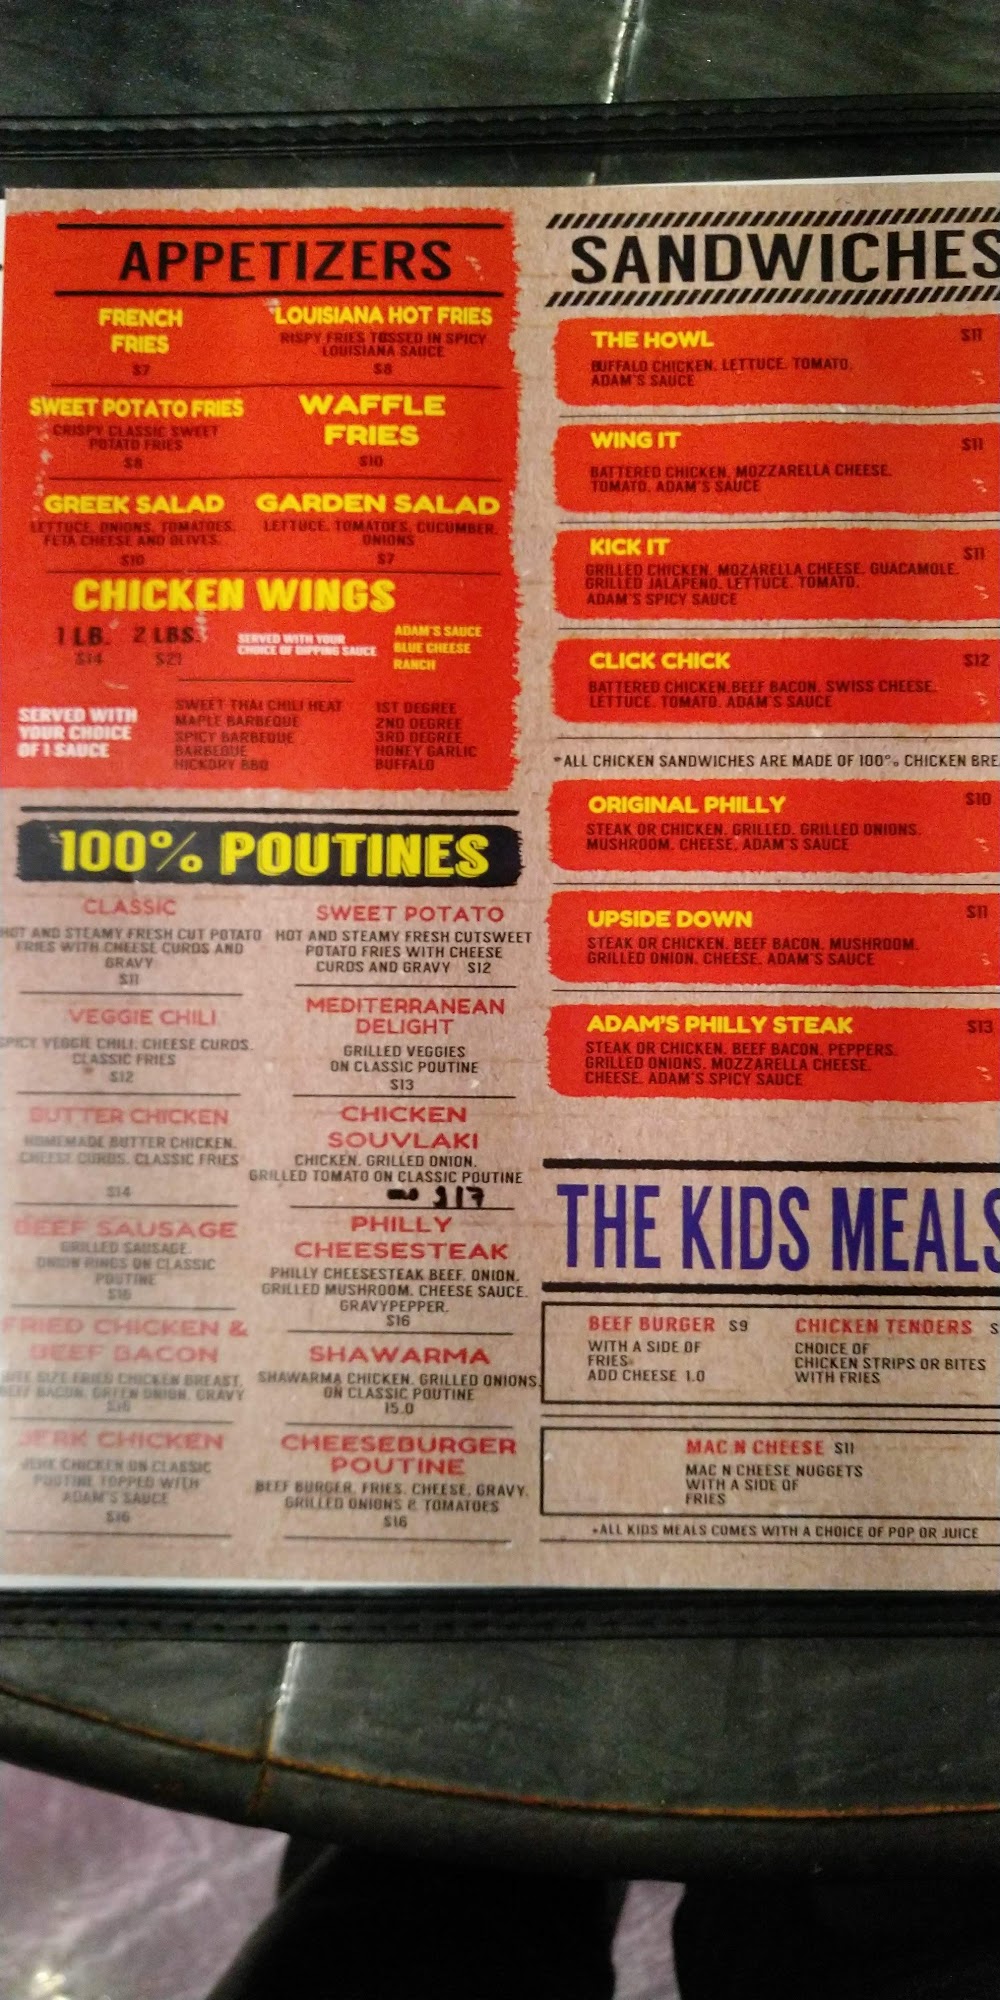 APPETIZERS
FRENCH
FRIES
$7
LOUISIANA HOT FRIES
RISPY FRIES TOSSED IN SPICY
LOUISIANA SAUCE
$8
SWEET POTATO FRIES
CRISPY CLASSIC SWEET
POTATO FRIES
$8
WAFFLE
FRIES
$10
GREEK SALAD
LETTUCE, ONIONS, TOMATOES,
FETA CHEESE AND OLIVES.
$10
GARDEN SALAD
LETTUCE, TOMATOES, CUCUMBER,
ONIONS
$7
CHICKEN WINGS
1 LB. 2 LBS.
$14 $21
SERVED WITH YOUR
CHOICE OF DIPPING SAUCE
ADAM'S SAUCE
BLUE CHEESE
RANCH
SERVED WITH
YOUR CHOICE
OF 1 SAUCE
SWEET THAI CHILI HEAT
MAPLE BARBEQUE
SPICY BARBEQUE
BARBEQUE
HICKORY BBQ
1ST DEGREE
2ND DEGREE
3RD DEGREE
HONEY GARLIC
BUFFALO
100% POUTINES
CLASSIC
HOT AND STEAMY FRESH CUT POTATO
FRIES WITH CHEESE CURDS AND
GRAVY
$11
SWEET POTATO
HOT AND STEAMY FRESH CUTSWEET
POTATO FRIES WITH CHEESE
CURDS AND GRAVY $12
VEGGIE CHILI
SPICY VEGGIE CHILI, CHEESE CURDS,
CLASSIC FRIES
$12
MEDITERRANEAN
DELIGHT
GRILLED VEGGIES
ON CLASSIC POUTINE
$13
BUTTER CHICKEN
HOMEMADE BUTTER CHICKEN,
CHEESE CURDS, CLASSIC FRIES
$14
CHICKEN
SOUVLAKI
CHICKEN, GRILLED ONION,
GRILLED TOMATO ON CLASSIC POUTINE
$17
BEEF SAUSAGE
GRILLED SAUSAGE,
ONION RINGS ON CLASSIC
POUTINE
$16
PHILLY
CHEESESTEAK
PHILLY CHEESESTEAK BEEF, ONION,
GRILLED MUSHROOM, CHEESE SAUCE,
GRAVYPEPPER.
$16
FRIED CHICKEN &
BEEF BACON
BITE SIZE FRIED CHICKEN BREAST,
BEEF BACON, GREEN ONION, GRAVY
$16
SHAWARMA
SHAWARMA CHICKEN, GRILLED ONIONS,
ON CLASSIC POUTINE
15.0
JERK CHICKEN
JERK CHICKEN ON CLASSIC
POUTINE TOPPED WITH
ADAM'S SAUCE
$16
CHEESEBURGER
POUTINE
BEEF BURGER, FRIES, CHEESE, GRAVY,
GRILLED ONIONS & TOMATOES
$16
SANDWICHES
THE HOWL $11
BUFFALO CHICKEN, LETTUCE, TOMATO,
ADAM'S SAUCE
WING IT $11
BATTERED CHICKEN, MOZZARELLA CHEESE,
TOMATO, ADAM'S SAUCE
KICK IT $11
GRILLED CHICKEN, MOZARELLA CHEESE, GUACAMOLE,
GRILLED JALAPENO, LETTUCE, TOMATO,
ADAM'S SPICY SAUCE
CLICK CHICK $12
BATTERED CHICKEN,BEEF BACON, SWISS CHEESE,
LETTUCE, TOMATO, ADAM'S SAUCE
*ALL CHICKEN SANDWICHES ARE MADE OF 100% CHICKEN BRE
ORIGINAL PHILLY $10
STEAK OR CHICKEN, GRILLED, GRILLED ONIONS,
MUSHROOM, CHEESE, ADAM'S SAUCE
UPSIDE DOWN $11
STEAK OR CHICKEN, BEEF BACON, MUSHROOM,
GRILLED ONION, CHEESE, ADAM'S SAUCE
ADAM'S PHILLY STEAK $13
STEAK OR CHICKEN, BEEF BACON, PEPPERS,
GRILLED ONIONS, MOZZARELLA CHEESE,
CHEESE, ADAM'S SPICY SAUCE
THE KIDS MEALS
BEEF BURGER $9
WITH A SIDE OF
FRIES
ADD CHEESE 1.0
CHICKEN TENDERS $
CHOICE OF
CHICKEN STRIPS OR BITES
WITH FRIES
MAC N CHEESE $11
MAC N CHEESE NUGGETS
WITH A SIDE OF
FRIES
*ALL KIDS MEALS COMES WITH A CHOICE OF POP OR JUICE